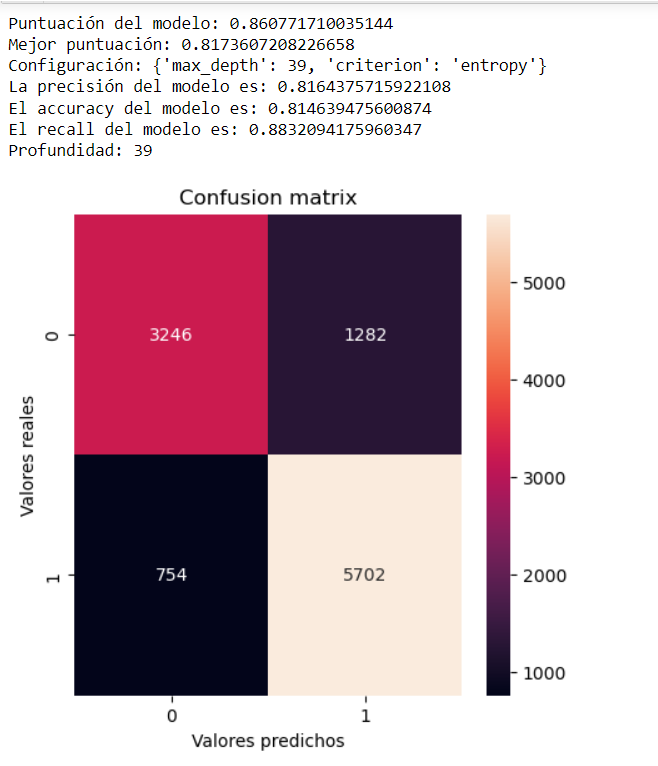 Puntuación del modelo: 0.860771710035144
Mejor puntuación: 0.8173607208226658
Configuración: {'max_depth': 39, 'criterion': 'entropy'}
La precisión del modelo es: 0.8164375715922108
El accuracy del modelo es: 0.814639475600874
El recall del modelo es: 0.8832094175960347
Profundidad: 39
Confusion matrix
0
3246
1282
1
754
5702
0
1
Valores reales
Valores predichos
5000
4000
3000
2000
1000